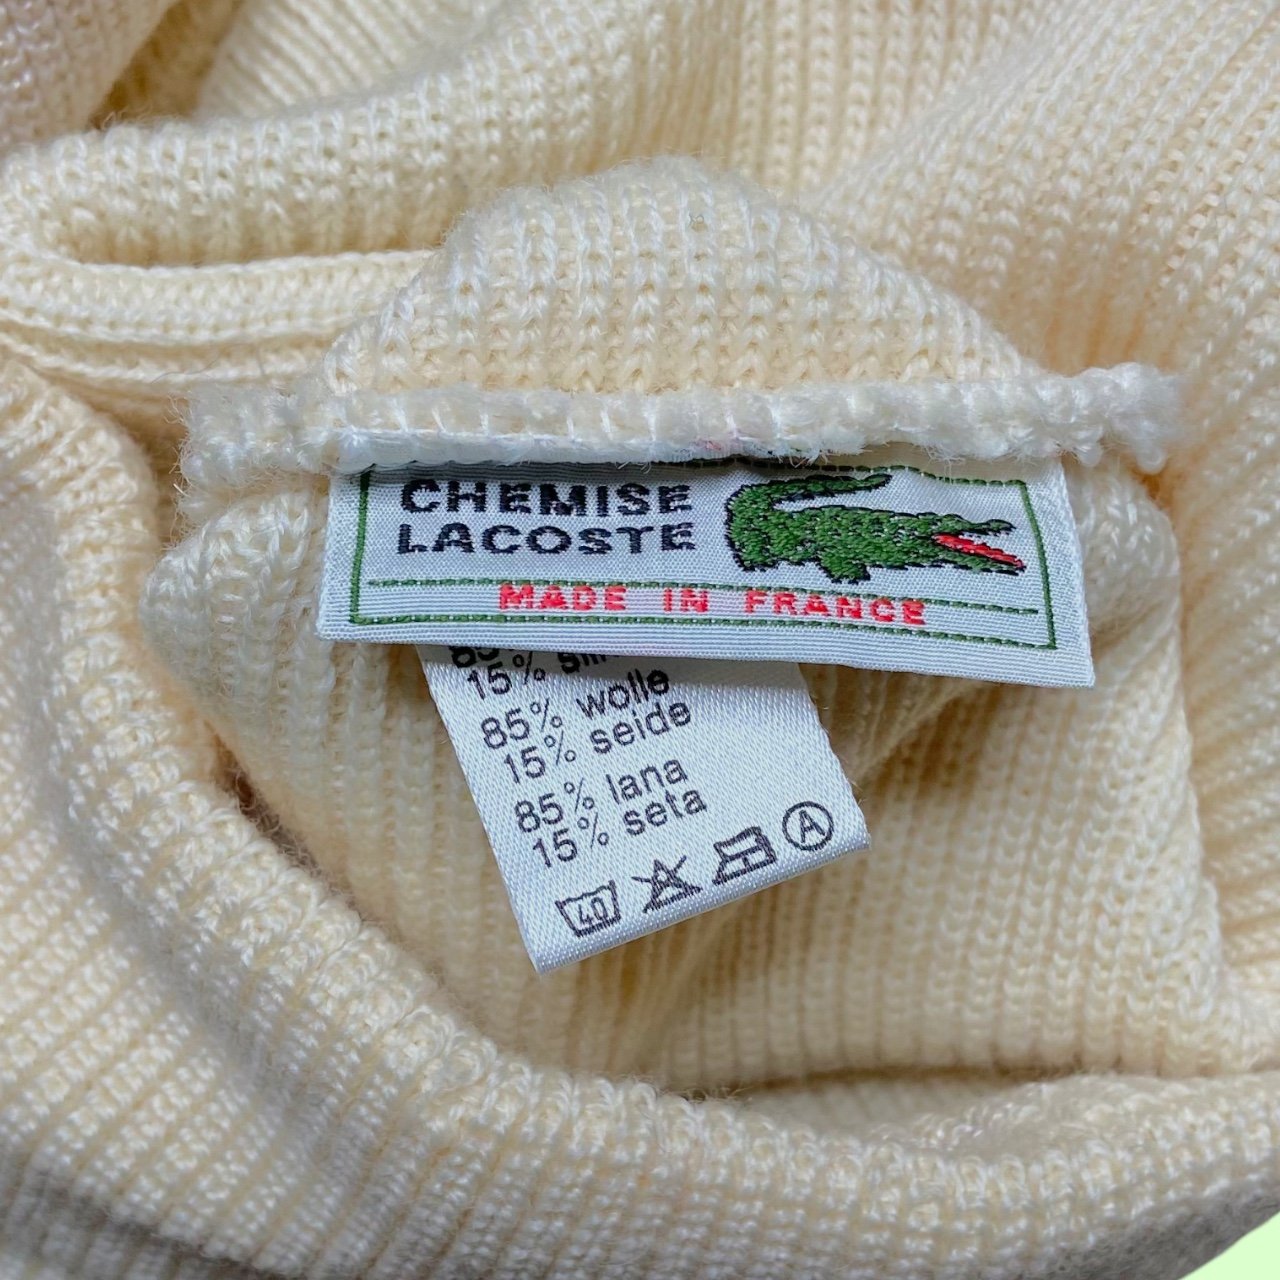 CHEMISE
LACOSTE
MADE IN FRANCE
15%
85% wolle
15% seide
85% lana
15% seta
40
A